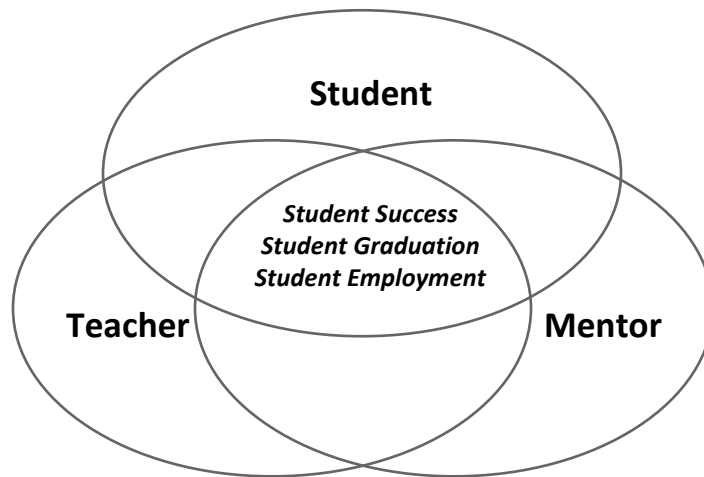 Student
Student Success
Student Graduation
Student Employment
Teacher
Mentor